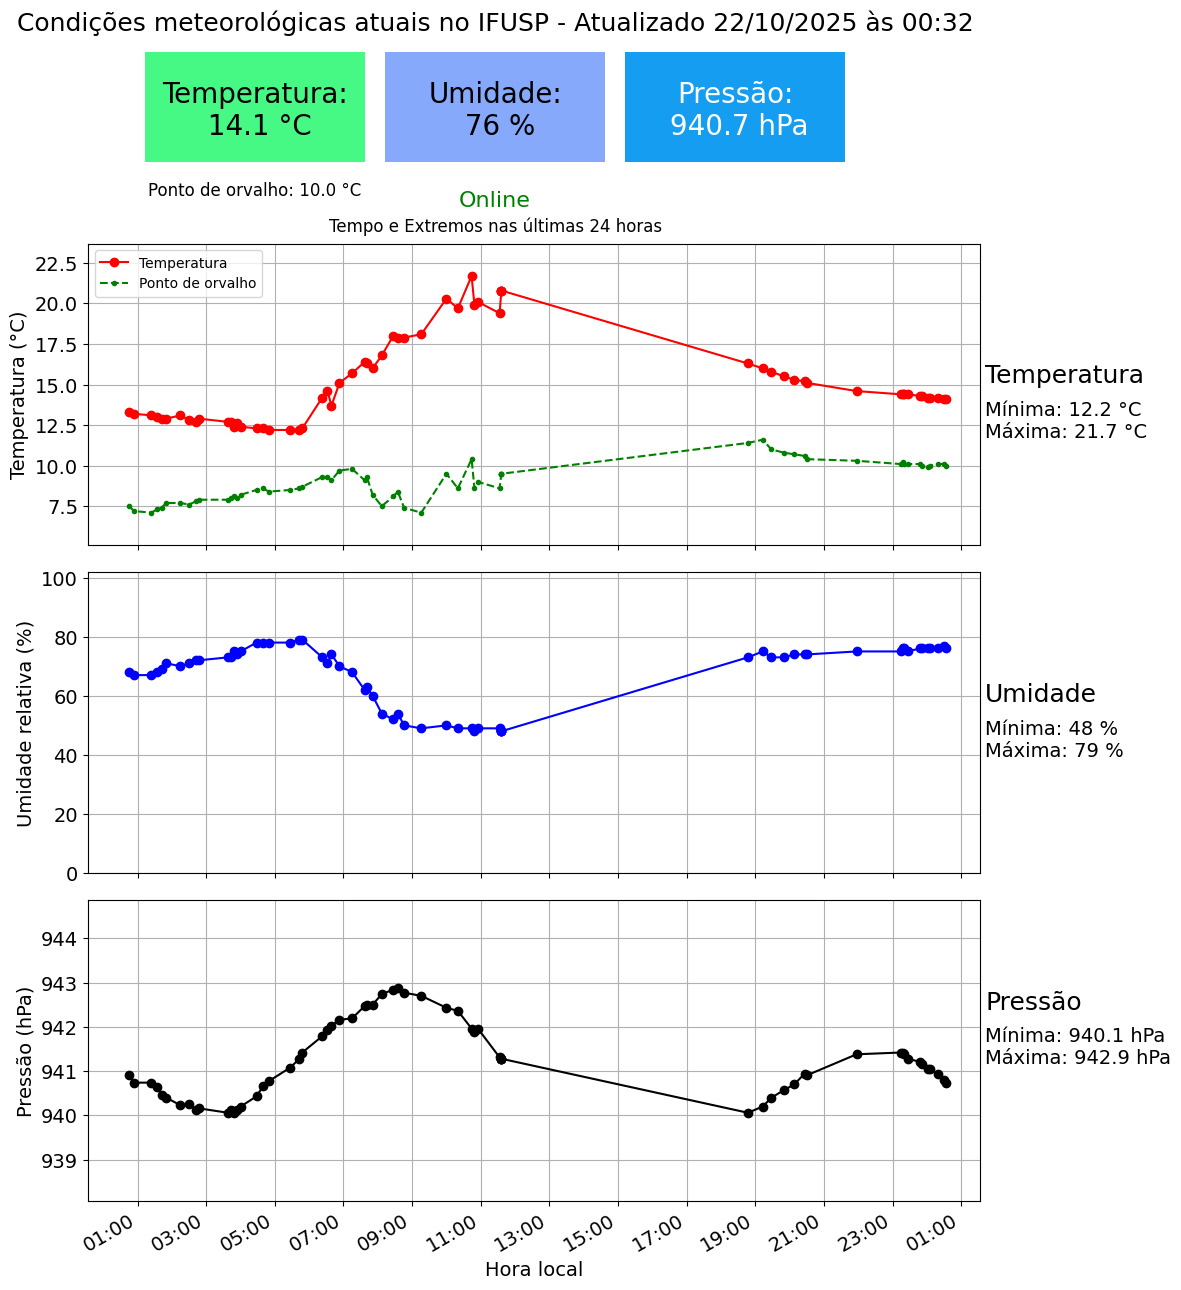 Condições meteorológicas atuais no IFUSP - Atualizado 22/10/2025 às 00:32
Temperatura:
14.1 °C
Umidade:
76 %
Pressão:
940.7 hPa
Ponto de orvalho: 10.0 °C
Online
Tempo e Extremos nas últimas 24 horas
Temperatura (°C)
22.5
20.0
17.5
15.0
12.5
10.0
7.5
Temperatura
Ponto de orvalho
Temperatura
Mínima: 12.2 °C
Máxima: 21.7 °C
Umidade relativa (%)
100
80
60
40
20
0
Umidade
Mínima: 48 %
Máxima: 79 %
Pressão (hPa)
944
943
942
941
940
939
Pressão
Mínima: 940.1 hPa
Máxima: 942.9 hPa
01:00 03:00 05:00 07:00 09:00 11:00 13:00 15:00 17:00 19:00 21:00 23:00 01:00
Hora local